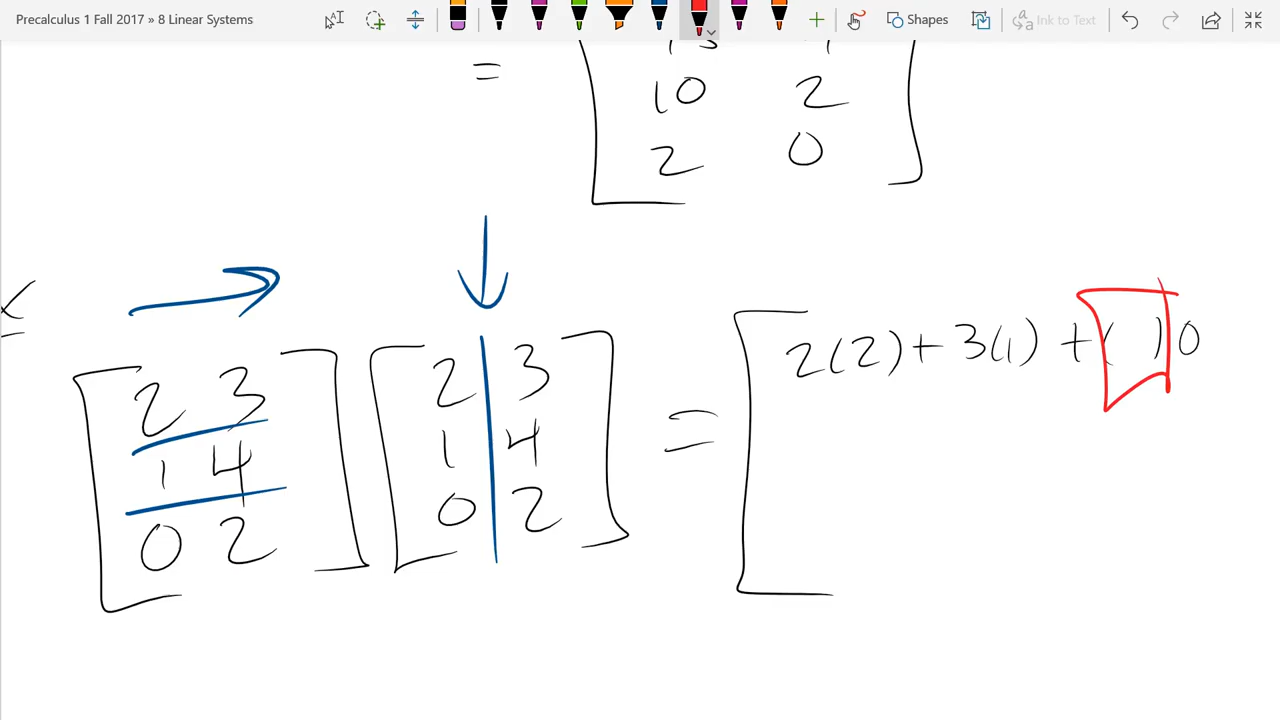 Precalculus 1 Fall 2017 » 8 Linear Systems
Shapes
Ink to Text
=
10 2
2 0
2 3
1 4
0 2
2 3
1 4
0 2
=
2(2) + 3(1) + ( ) 0